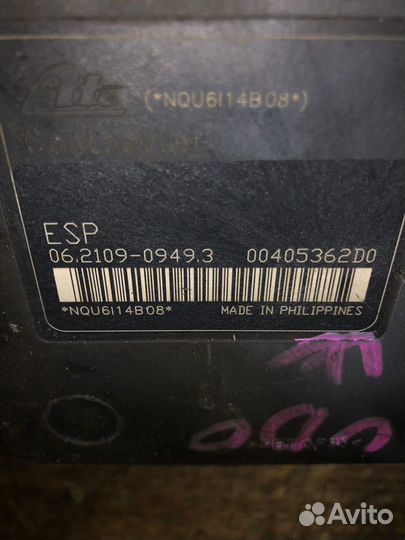 Ate (*NQU6I14B08*)
Controller
ESP
06.2109-0949.3 00405362D0
*NQU6I14B08* MADE IN PHILIPPINES
Avito